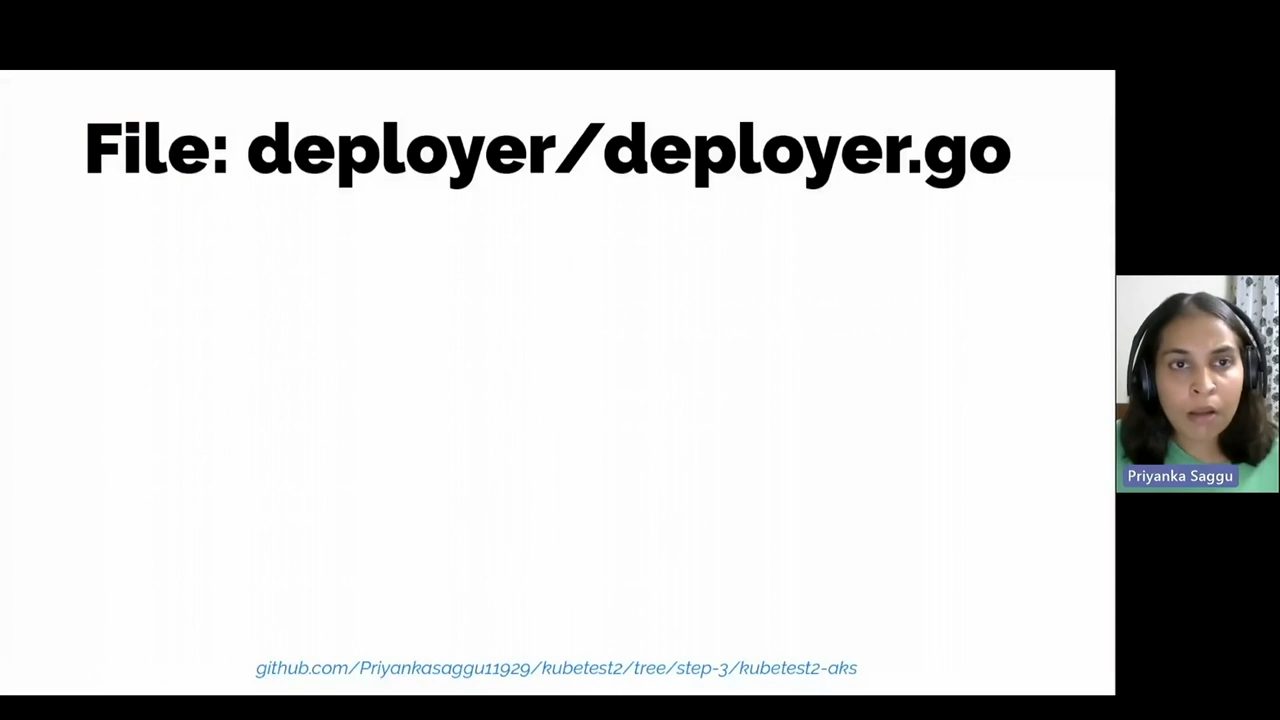 File: deployer/deployer.go
Priyanka Saggu
github.com/Priyankasaggu11929/kubetest2/tree/step-3/kubetest2-aks